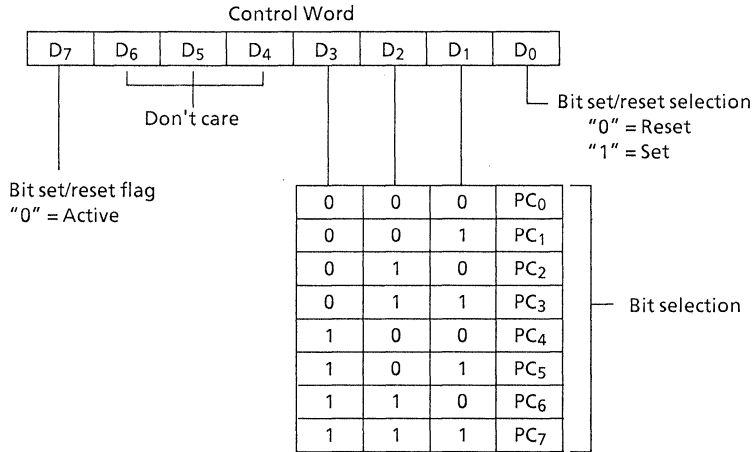 Control Word
D7 D6 D5 D4 D3 D2 D1 D0
Don't care
Bit set/reset selection
"0" = Reset
"1" = Set
Bit set/reset flag
"0" = Active
0 0 0 PC0
0 0 1 PC1
0 1 0 PC2
0 1 1 PC3
1 0 0 PC4
1 0 1 PC5
1 1 0 PC6
1 1 1 PC7
Bit selection